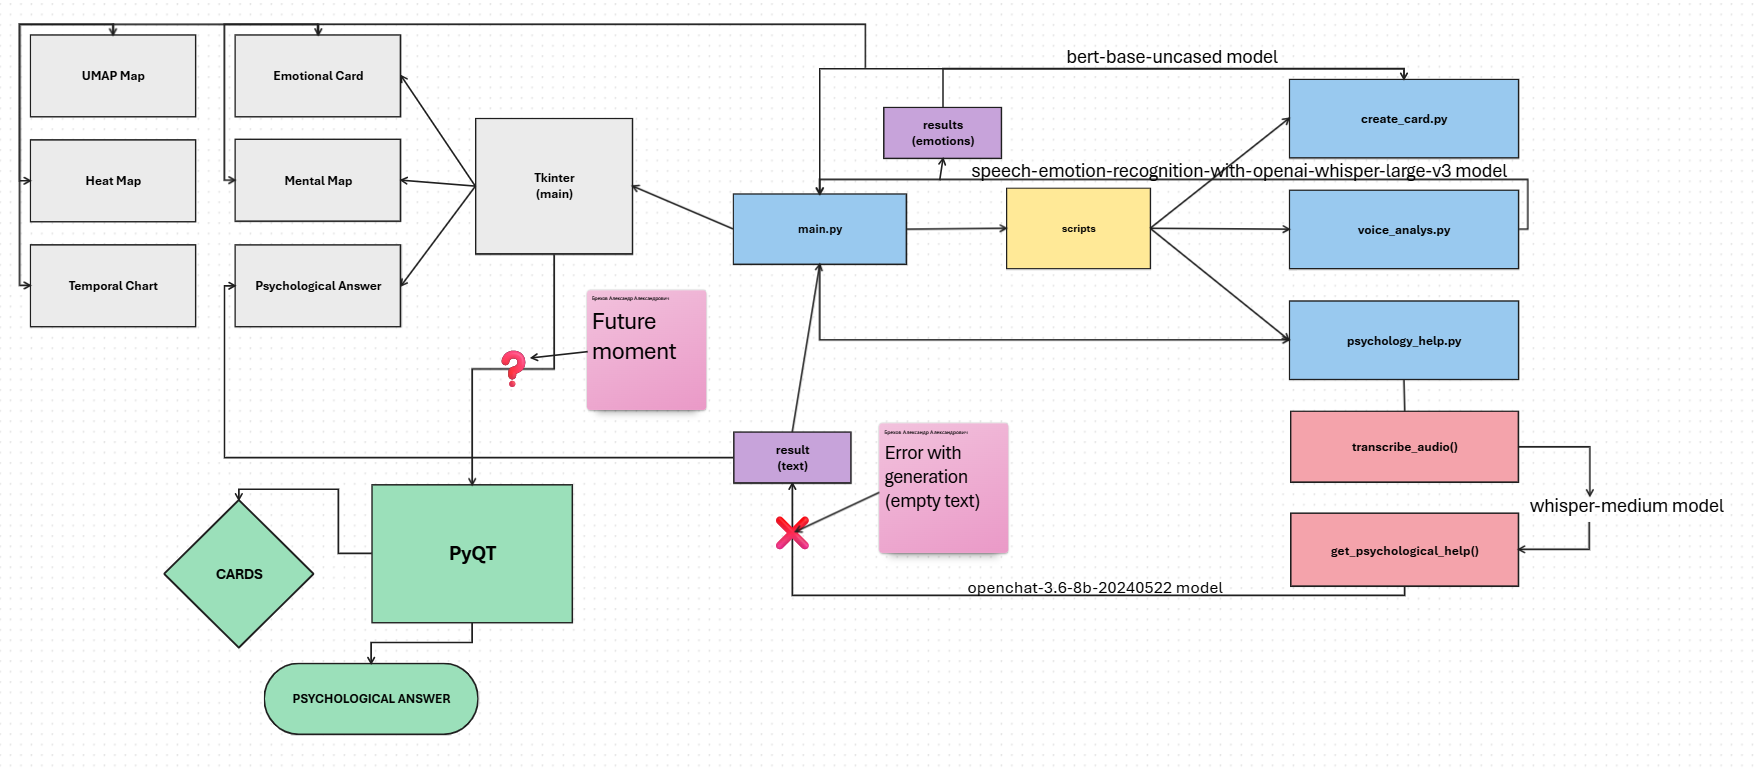 bert-base-uncased model
UMAP Map
Emotional Card
create_card.py
results
(emotions)
speech-emotion-recognition-with-openai-whisper-large-v3 model
Heat Map
Mental Map
Tkinter
(main)
main.py
scripts
voice_analys.py
Temporal Chart
Psychological Answer
Брехов Александр Александрович
Future
moment
psychology_help.py
result
(text)
Брехов Александр Александрович
Error with
generation
(empty text)
transcribe_audio()
whisper-medium model
get_psychological_help()
openchat-3.6-8b-20240522 model
CARDS
PyQT
PSYCHOLOGICAL ANSWER